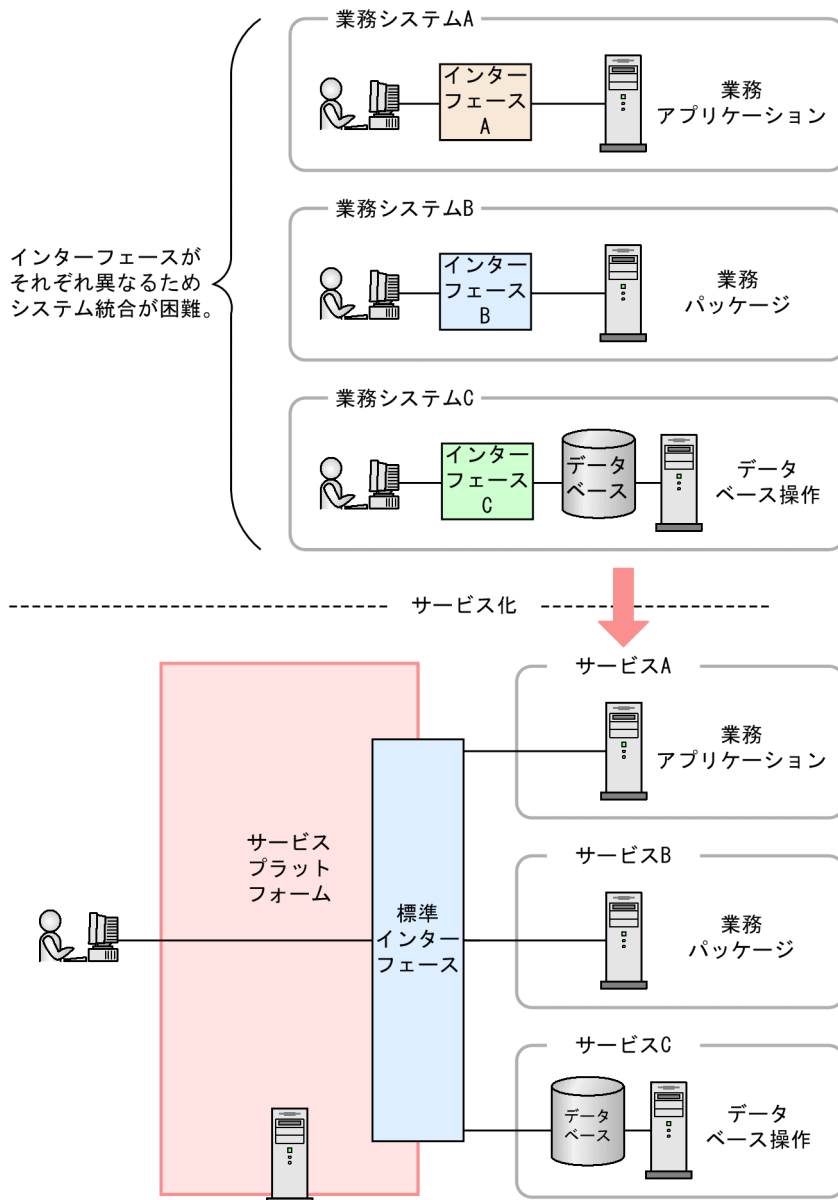 業務システムA
インター
フェース
A
業務
アプリケーション
業務システムB
インターフェースが
それぞれ異なるため
システム統合が困難。
インター
フェース
B
業務
パッケージ
業務システムC
インター
フェース
C
データ
ベース
データ
ベース操作
サービス化
サービスA
業務
アプリケーション
サービス
プラット
フォーム
サービスB
標準
インター
フェース
業務
パッケージ
サービスC
データ
ベース
データ
ベース操作